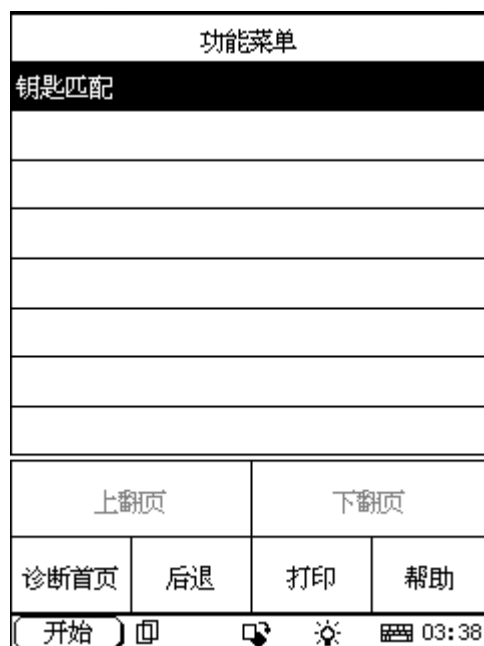 功能菜单
钥匙匹配
上翻页 下翻页
诊断首页 后退 打印 帮助
开始 03:38